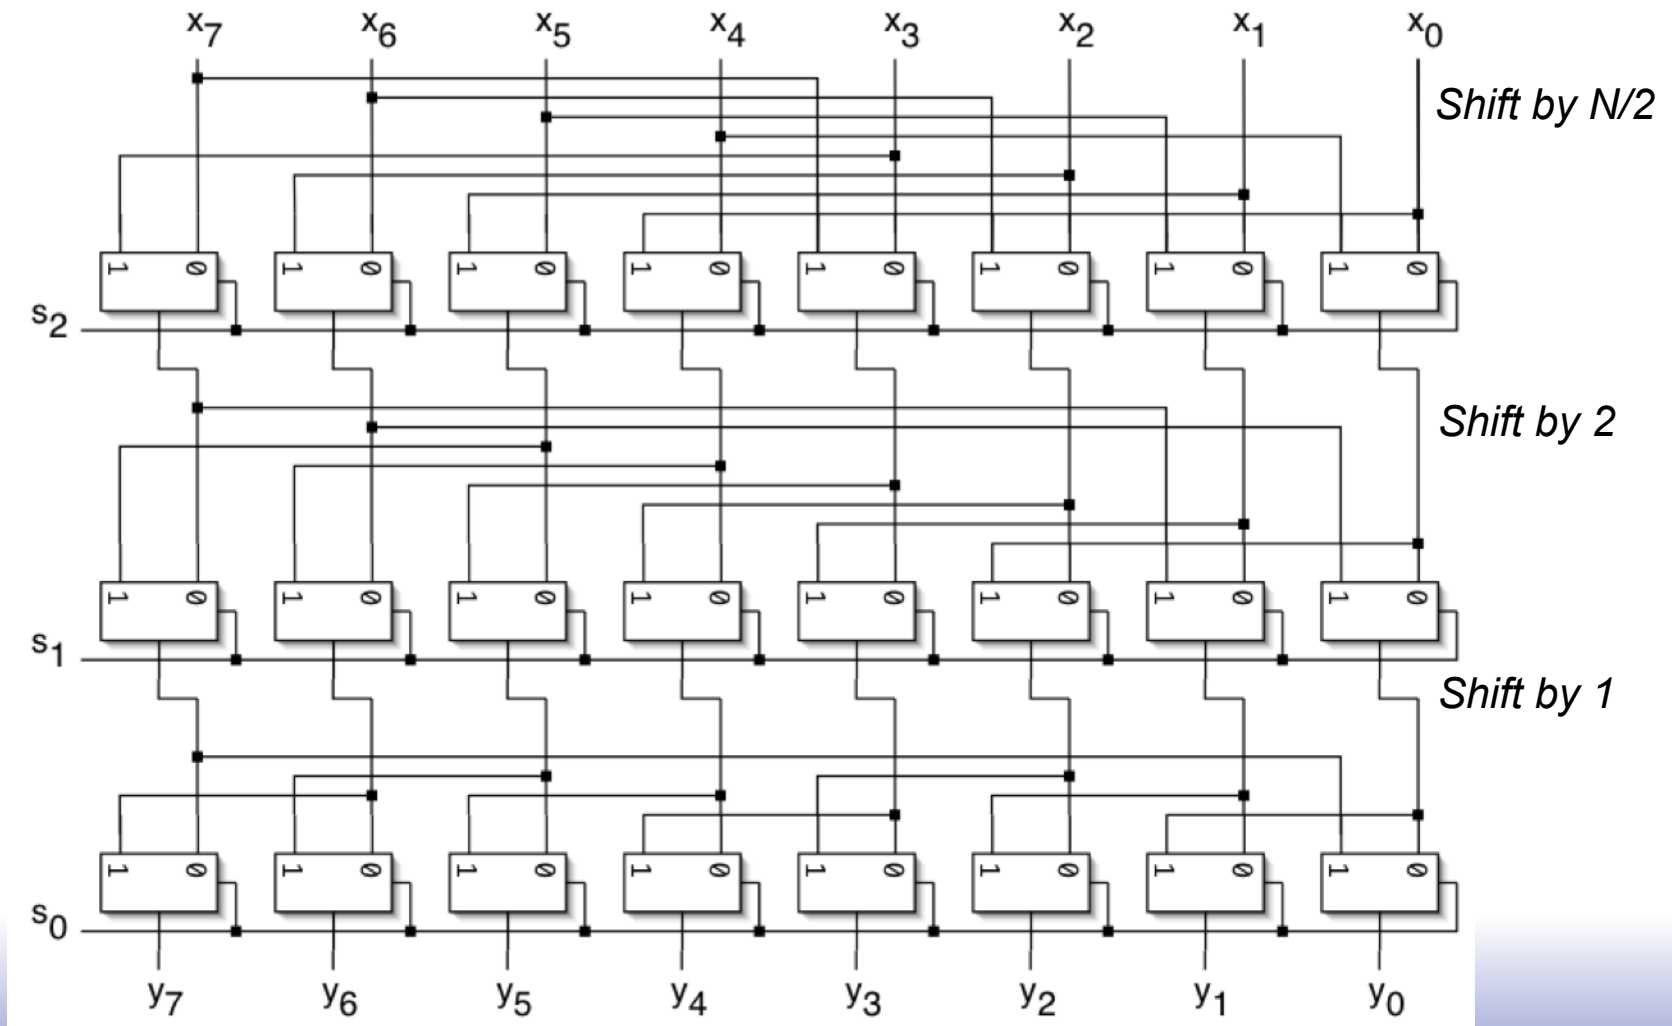 x7 x6 x5 x4 x3 x2 x1 x0
Shift by N/2
1 0 1 0 1 0 1 0 1 0 1 0 1 0 1 0
s2
Shift by 2
1 0 1 0 1 0 1 0 1 0 1 0 1 0 1 0
s1
Shift by 1
1 0 1 0 1 0 1 0 1 0 1 0 1 0 1 0
s0
y7 y6 y5 y4 y3 y2 y1 y0